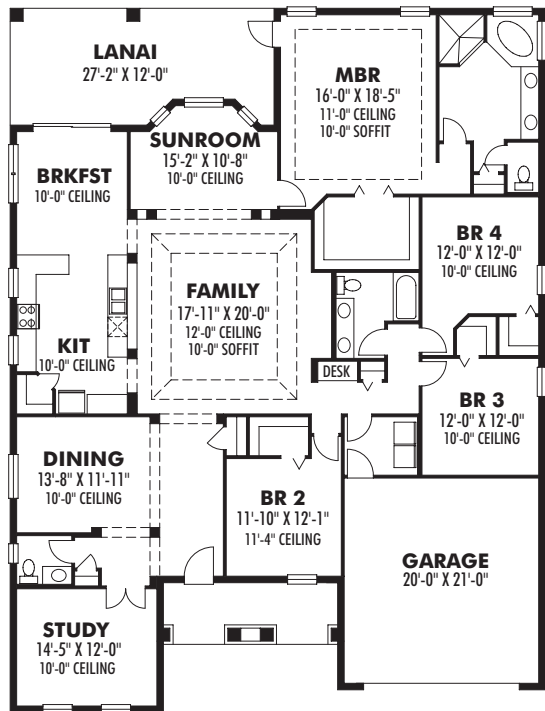 LANAI
27'-2" X 12'-0"
MBR
16'-0" X 18'-5"
11'-0" CEILING
10'-0" SOFFIT
SUNROOM
15'-2" X 10'-8"
10'-0" CEILING
BRKFST
10'-0" CEILING
BR 4
12'-0" X 12'-0"
10'-0" CEILING
FAMILY
17'-11" X 20'-0"
12'-0" CEILING
10'-0" SOFFIT
KIT
10'-0" CEILING
DESK
BR 3
12'-0" X 12'-0"
10'-0" CEILING
DINING
13'-8" X 11'-11"
10'-0" CEILING
BR 2
11'-10" X 12'-1"
11'-4" CEILING
GARAGE
20'-0" X 21'-0"
STUDY
14'-5" X 12'-0"
10'-0" CEILING